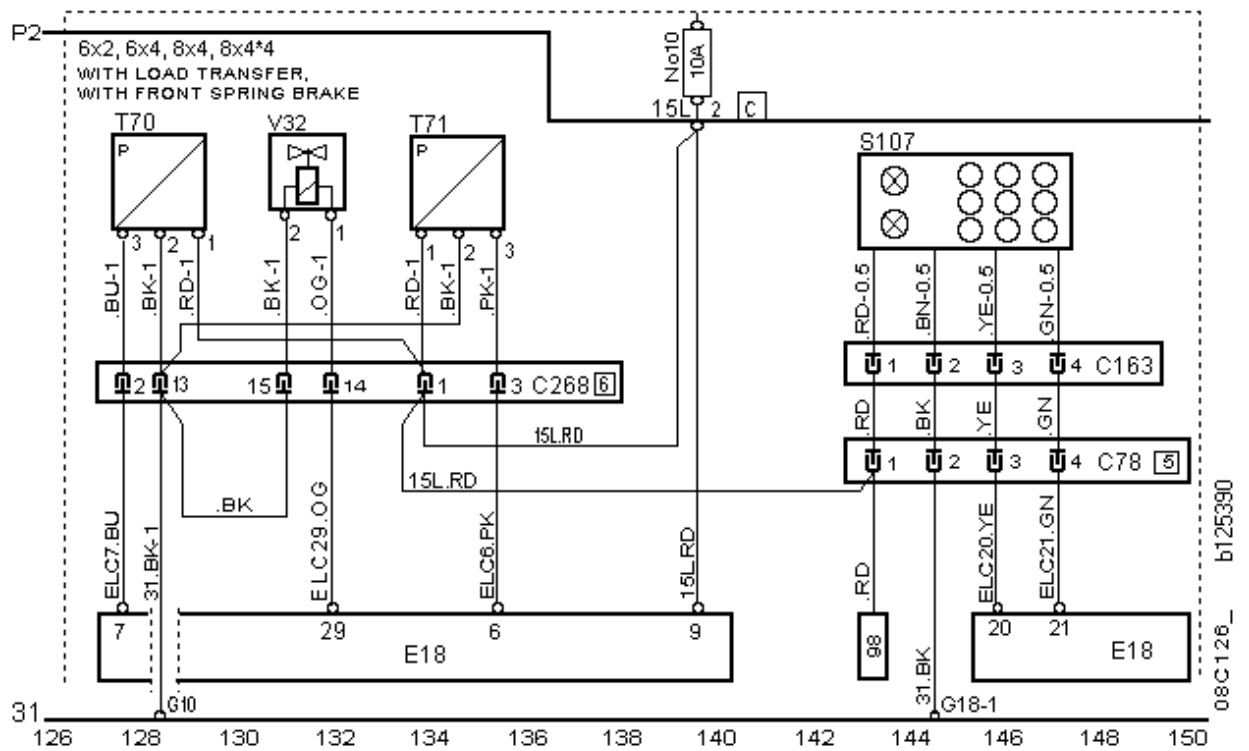 P2
6x2, 6x4, 8x4, 8x4*4
WITH LOAD TRANSFER,
WITH FRONT SPRING BRAKE
No10
10A
15L 2 C
T70 V32 T71 S107
P P
3 2 1 2 1 1 2 3
.BU-1 .BK-1 .RD-1 .BK-1 .OG-1 .RD-1 .BK-1 .PK-1
.RD-0.5 .BN-0.5 .YE-0.5 .GN-0.5
1 2 3 4 C163
2 13 15 14 1 3 C268 6
.RD .BK .YE .GN
15L.RD
1 2 3 4 C78 5
15L.RD
.BK
ELC7.BU 31.BK-1 ELC29.OG ELC6.PK 15L.RD .RD ELC20.YE ELC21.GN
7 29 6 9 20 21
E18 98 E18
31.BK
31 G10 G18-1
126 128 130 132 134 136 138 140 142 144 146 148 150
08C126_ b125390